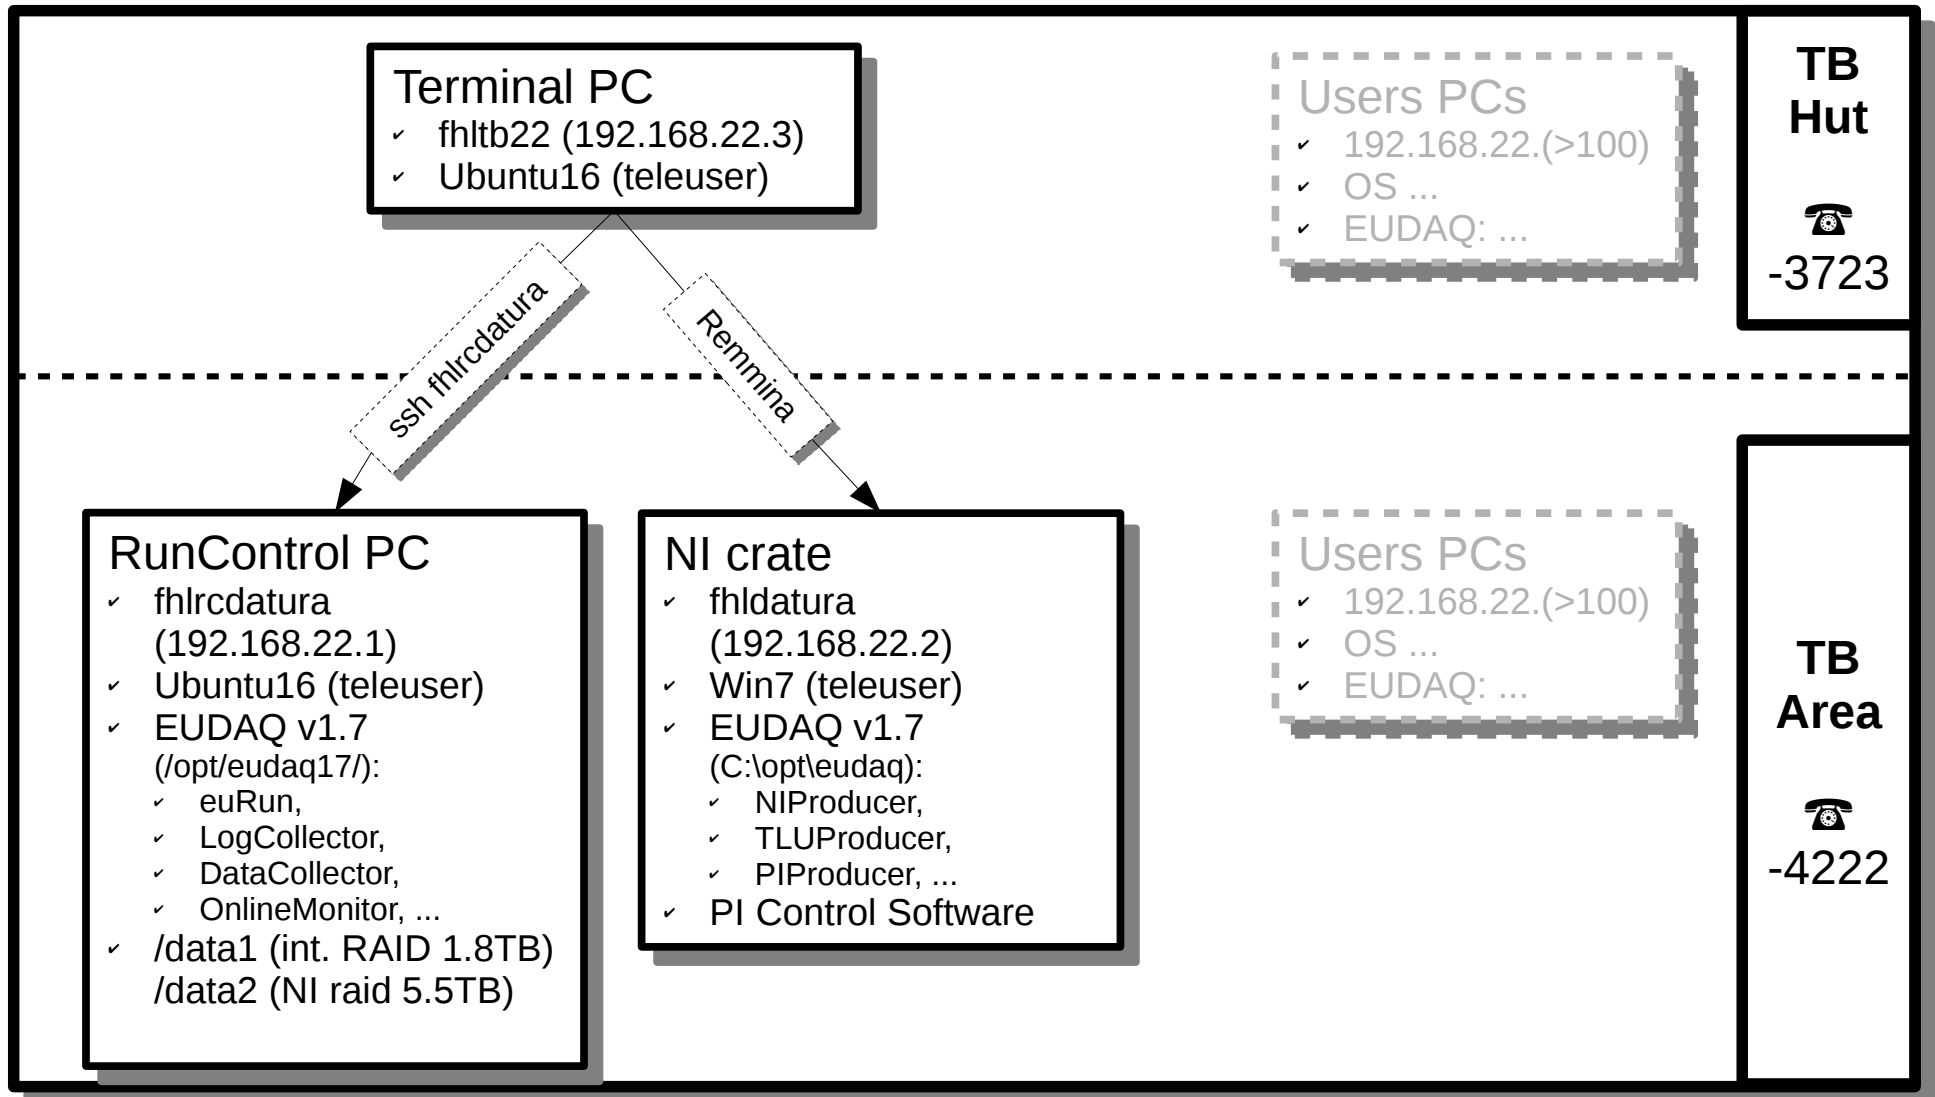 Terminal PC
fhltb22 (192.168.22.3)
Ubuntu16 (teleuser)
Users PCs
192.168.22.(>100)
OS ...
EUDAQ: ...
TB
Hut
☎
-3723
ssh fhlrcdatura
Remmina
RunControl PC
fhlrcdatura
(192.168.22.1)
Ubuntu16 (teleuser)
EUDAQ v1.7
(/opt/eudaq17/):
euRun,
LogCollector,
DataCollector,
OnlineMonitor, ...
/data1 (int. RAID 1.8TB)
/data2 (NI raid 5.5TB)
NI crate
fhldatura
(192.168.22.2)
Win7 (teleuser)
EUDAQ v1.7
(C:\opt\eudaq):
NIProducer,
TLUProducer,
PIProducer, ...
PI Control Software
Users PCs
192.168.22.(>100)
OS ...
EUDAQ: ...
TB
Area
☎
-4222